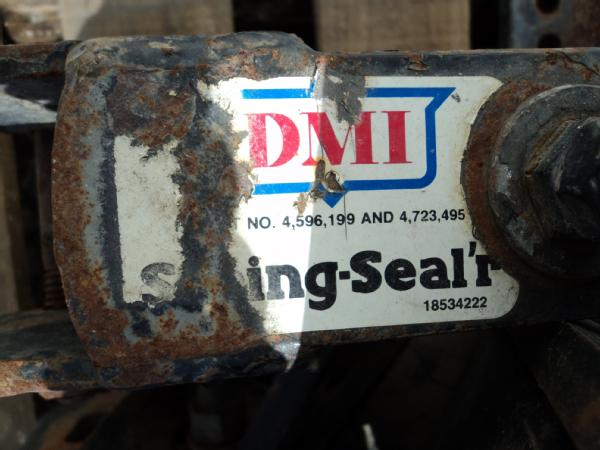 DMI
NO. 4,596,199 AND 4,723,495
ing-Seal'r
18534222